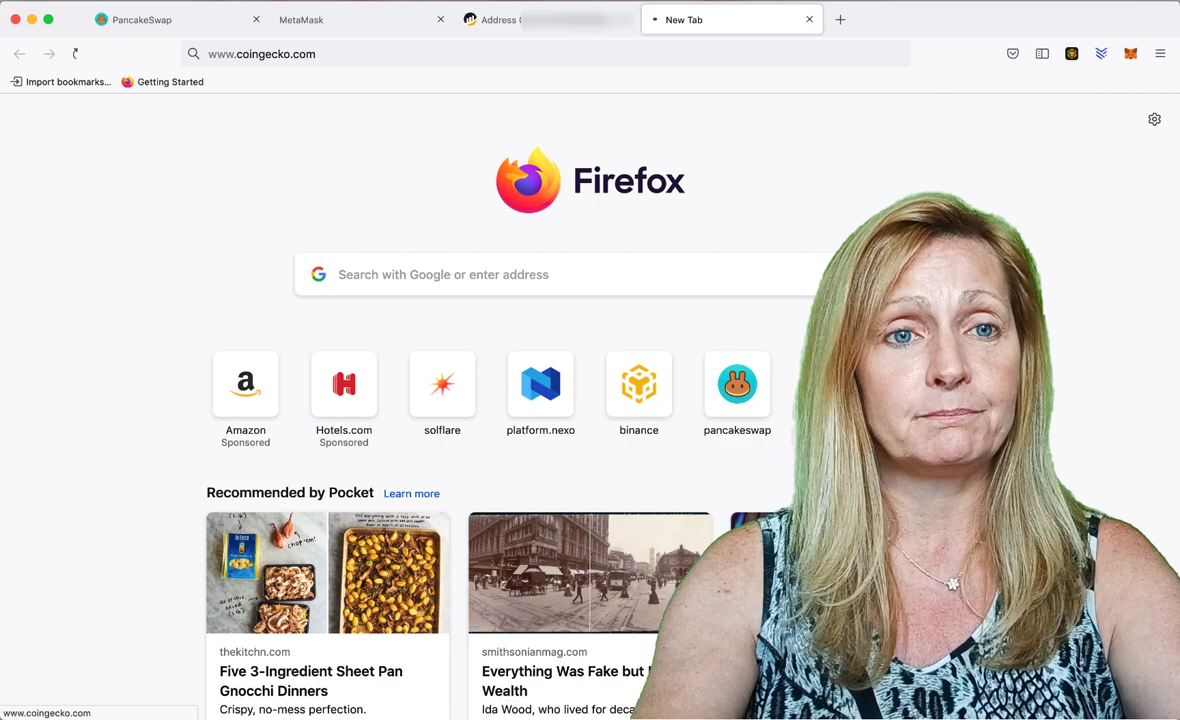 PancakeSwap
MetaMask
Address
New Tab
www.coingecko.com
Import bookmarks...
Getting Started
Firefox
Search with Google or enter address
a
Amazon
Sponsored
Hotels.com
Sponsored
solflare
platform.nexo
binance
pancakeswap
Recommended by Pocket
Learn more
chop 'em!
thekitchn.com
Five 3-Ingredient Sheet Pan
Gnocchi Dinners
Crispy, no-mess perfection.
smithsonianmag.com
Everything Was Fake but
Wealth
Ida Wood, who lived for
www.coingecko.com